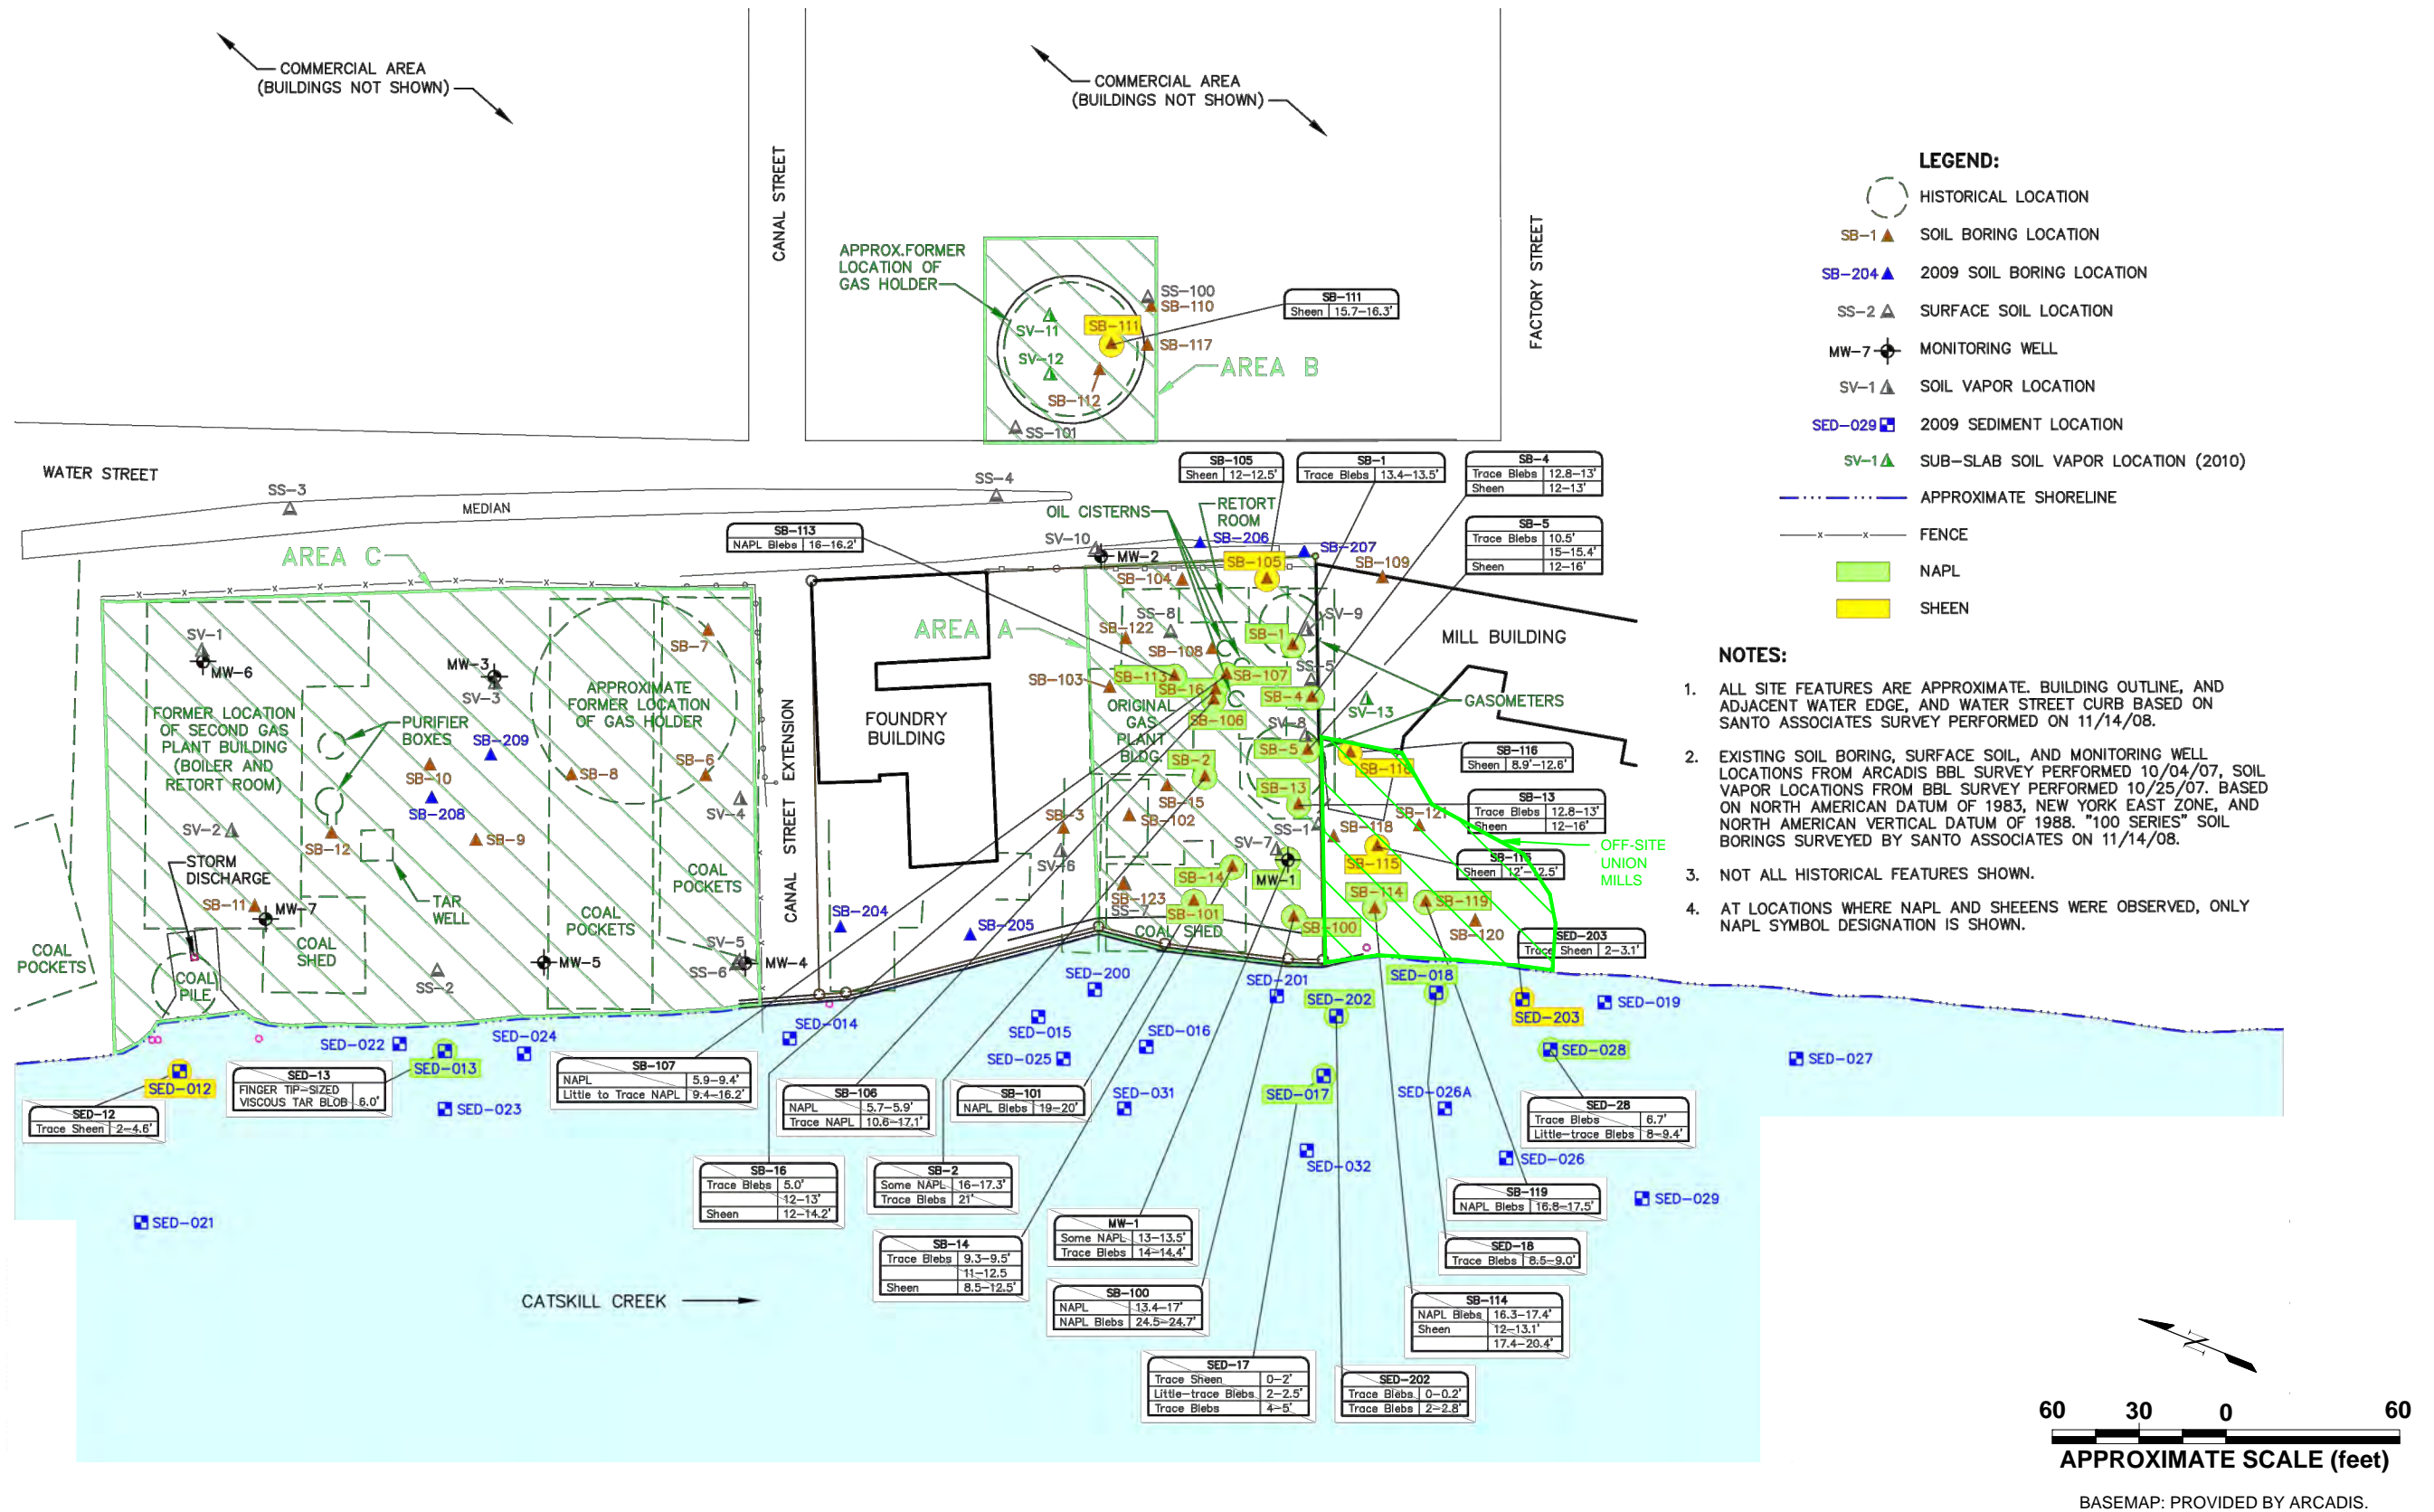 COMMERCIAL AREA
(BUILDINGS NOT SHOWN)
COMMERCIAL AREA
(BUILDINGS NOT SHOWN)
CANAL STREET
FACTORY STREET
APPROX.FORMER
LOCATION OF
GAS HOLDER
SS-100
SB-110
SV-11
SB-111
SB-117
SV-12
SB-112
SS-101
AREA B
SB-111
Sheen 15.7-16.3'
LEGEND:
HISTORICAL LOCATION
SB-1 SOIL BORING LOCATION
SB-204 2009 SOIL BORING LOCATION
SS-2 SURFACE SOIL LOCATION
MW-7 MONITORING WELL
SV-1 SOIL VAPOR LOCATION
SED-029 2009 SEDIMENT LOCATION
SV-1 SUB-SLAB SOIL VAPOR LOCATION (2010)
APPROXIMATE SHORELINE
FENCE
NAPL
SHEEN
NOTES:
1. ALL SITE FEATURES ARE APPROXIMATE. BUILDING OUTLINE, AND
ADJACENT WATER EDGE, AND WATER STREET CURB BASED ON
SANTO ASSOCIATES SURVEY PERFORMED ON 11/14/08.
2. EXISTING SOIL BORING, SURFACE SOIL, AND MONITORING WELL
LOCATIONS FROM ARCADIS BBL SURVEY PERFORMED 10/04/07, SOIL
VAPOR LOCATIONS FROM BBL SURVEY PERFORMED 10/25/07. BASED
ON NORTH AMERICAN DATUM OF 1983, NEW YORK EAST ZONE, AND
NORTH AMERICAN VERTICAL DATUM OF 1988. "100 SERIES" SOIL
BORINGS SURVEYED BY SANTO ASSOCIATES ON 11/14/08.
3. NOT ALL HISTORICAL FEATURES SHOWN.
4. AT LOCATIONS WHERE NAPL AND SHEEENS WERE OBSERVED, ONLY
NAPL SYMBOL DESIGNATION IS SHOWN.
WATER STREET
SS-3
MEDIAN
SS-4
SB-105
Sheen 12-12.5'
SB-1
Trace Blebs 13.4-13.5'
SB-4
Trace Blebs 12.8-13'
Sheen 12-13'
SB-5
Trace Blebs 10.5'
15-15.4'
Sheen 12-16'
SB-113
NAPL Blebs 16-16.2'
OIL CISTERNS
RETORT
ROOM
SV-10
MW-2
SB-206
SB-207
SB-105
SB-104
SB-109
AREA C
AREA A
SS-8
SV-9
SB-122
SB-1
SB-108
MILL BUILDING
SV-1
MW-6
MW-3
SV-3
SB-7
SB-103
SB-113
SB-107
SS-5
SB-16
SB-4
SB-106
SV-13
GASOMETERS
APPROXIMATE
FORMER LOCATION
OF GAS HOLDER
FORMER LOCATION
OF SECOND GAS
PLANT BUILDING
(BOILER AND
RETORT ROOM)
PURIFIER
BOXES
SB-209
SB-10
SB-208
SB-8
SB-6
SV-4
SB-9
SV-2
SB-12
FOUNDRY
BUILDING
CANAL STREET EXTENSION
ORIGINAL
GAS
PLANT
BLDG.
SV-8
SB-5
SB-2
SB-116
SB-116
Sheen 8.9'-12.6'
SB-13
SB-15
SB-3
SB-102
SS-1
SB-118
SB-121
SB-13
Trace Blebs 12.8-13'
Sheen 12-16'
SV-7
SV-6
SB-115
SB-115
Sheen 12'-12.5'
OFF-SITE
UNION
MILLS
STORM
DISCHARGE
SB-11
MW-7
TAR
WELL
COAL
POCKETS
COAL
POCKETS
COAL
POCKETS
COAL
SHED
COAL
PILE
SS-2
MW-5
SV-5
SS-6
MW-4
SB-204
SB-205
SB-14
MW-1
SB-123
SS-7
SB-101
COAL SHED
SB-100
SB-114
SB-119
SB-120
SED-203
Trace Sheen 2-3.1'
SED-200
SED-201
SED-202
SED-018
SED-203
SED-019
SED-014
SED-015
SED-016
SED-025
SED-028
SED-027
SED-022
SED-013
SED-024
SED-012
SED-023
SED-031
SED-017
SED-026A
SED-032
SED-026
SED-029
SED-021
SED-12
Trace Sheen 2-4.6'
SED-13
FINGER TIP-SIZED
VISCOUS TAR BLOB 6.0'
SB-107
NAPL 5.9-9.4'
Little to Trace NAPL 9.4-16.2'
SB-106
NAPL 5.7-5.9'
Trace NAPL 10.6-17.1'
SB-101
NAPL Blebs 19-20'
SED-28
Trace Blebs 6.7'
Little-trace Blebs 8-9.4'
SB-16
Trace Blebs 5.0'
12-13'
Sheen 12-14.2'
SB-2
Some NAPL 16-17.3'
Trace Blebs 21'
SB-119
NAPL Blebs 16.8-17.5'
MW-1
Some NAPL 13-13.5'
Trace Blebs 14-14.4'
SB-14
Trace Blebs 9.3-9.5'
11-12.5
Sheen 8.5-12.5'
SED-18
Trace Blebs 8.5-9.0'
SB-100
NAPL 13.4-17'
NAPL Blebs 24.5-24.7'
SB-114
NAPL Blebs 16.3-17.4'
Sheen 12-13.1'
17.4-20.4'
SED-17
Trace Sheen 0-2'
Little-trace Blebs 2-2.5'
Trace Blebs 4-5'
SED-202
Trace Blebs 0-0.2'
Trace Blebs 2-2.8'
CATSKILL CREEK
N
60 30 0 60
APPROXIMATE SCALE (feet)
BASEMAP: PROVIDED BY ARCADIS.